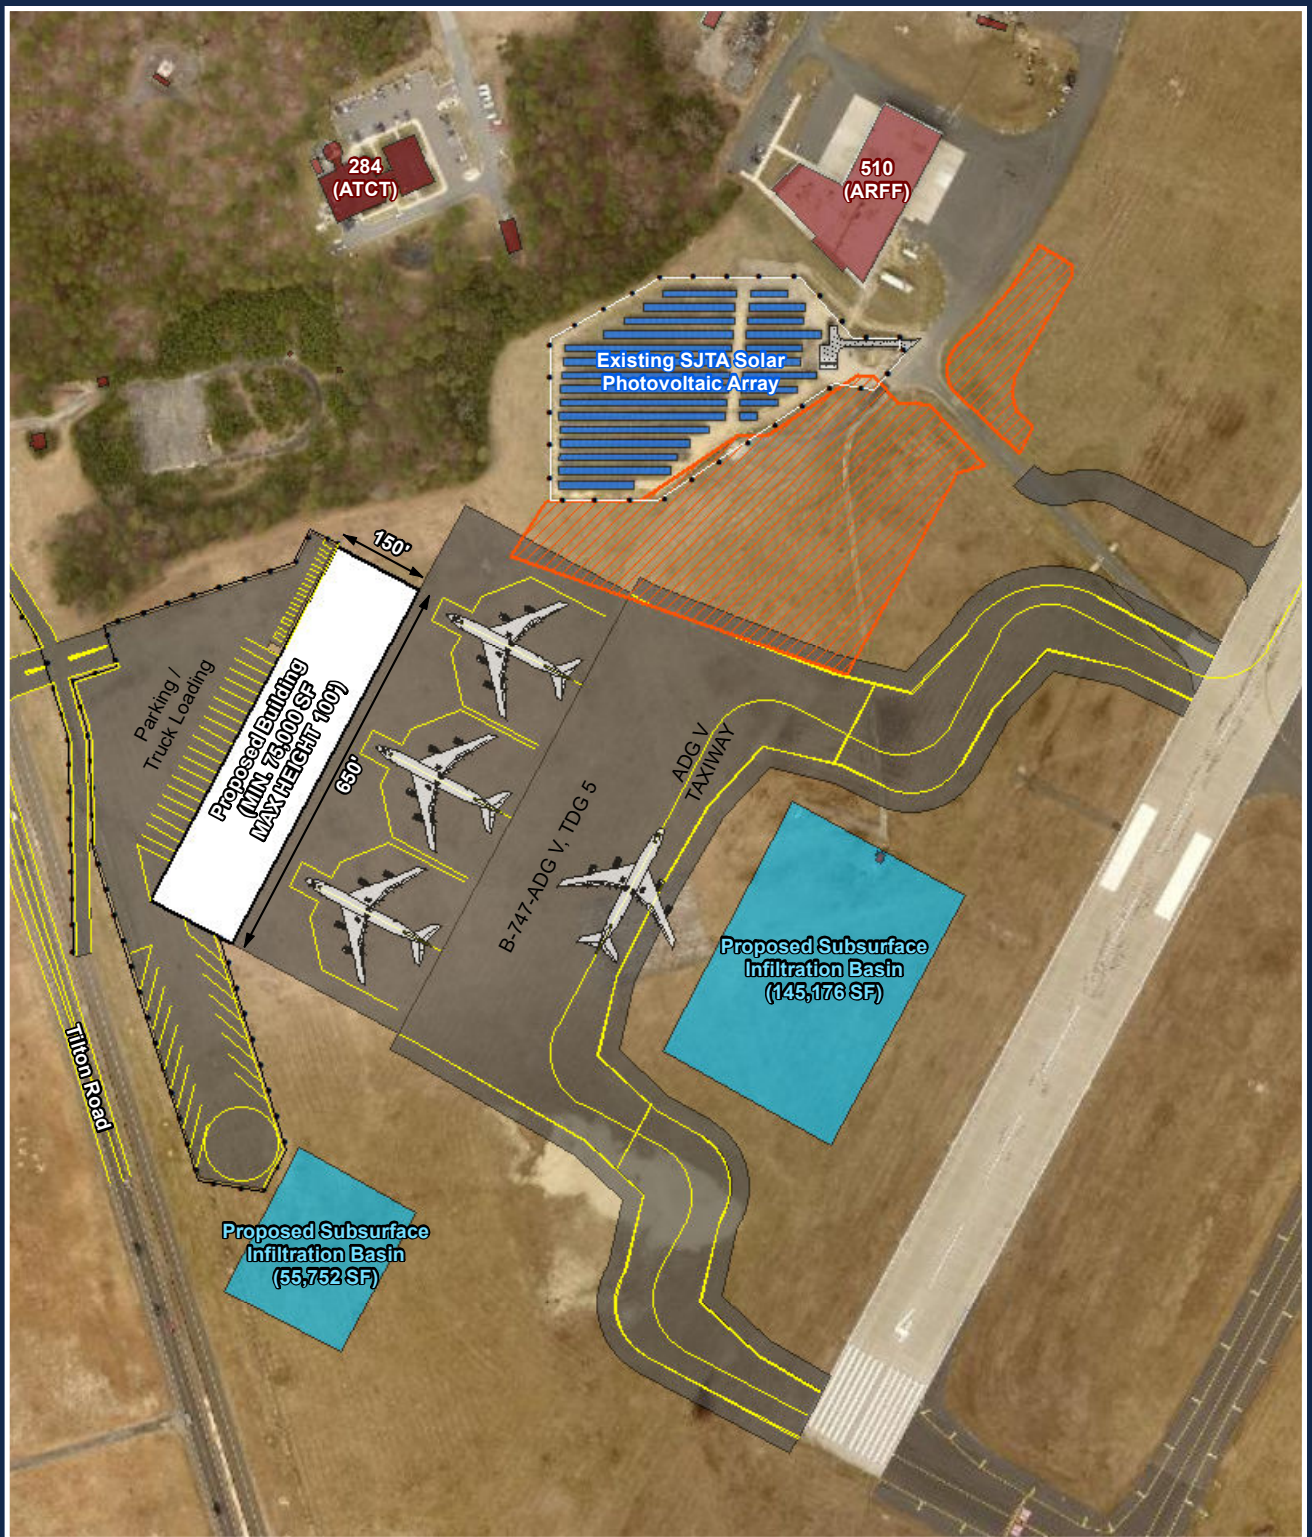 284
(ATCT)
510
(ARFF)
Existing SJTA Solar
Photovoltaic Array
150'
Parking /
Truck Loading
Proposed Building
(MIN. 75,000 SF
MAX HEIGHT 100')
650'
ADG V
TAXIWAY
B-747-ADG V, TDG 5
Proposed Subsurface
Infiltration Basin
(145,176 SF)
Tilton Road
Proposed Subsurface
Infiltration Basin
(55,752 SF)
4